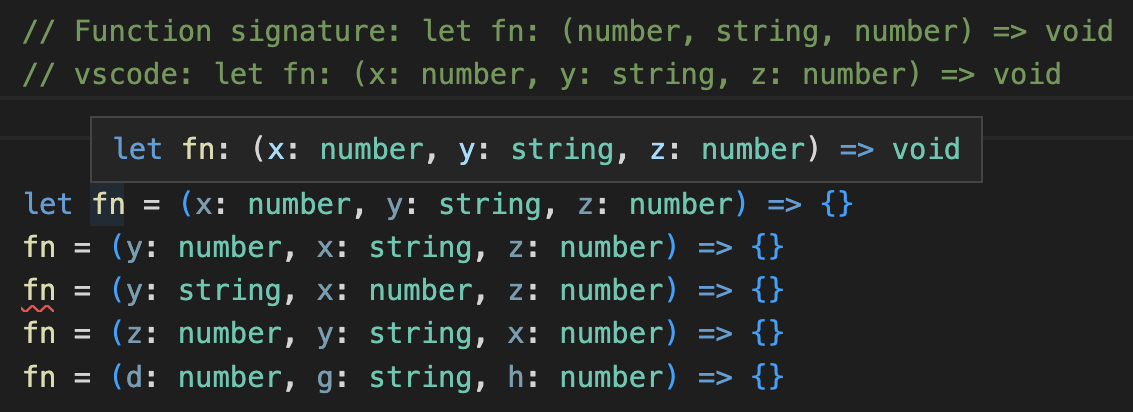 // Function signature: let fn: (number, string, number) => void
// vscode: let fn: (x: number, y: string, z: number) => void
let fn: (x: number, y: string, z: number) => void
let fn = (x: number, y: string, z: number) => {}
fn = (y: number, x: string, z: number) => {}
fn = (y: string, x: number, z: number) => {}
fn = (z: number, y: string, x: number) => {}
fn = (d: number, g: string, h: number) => {}